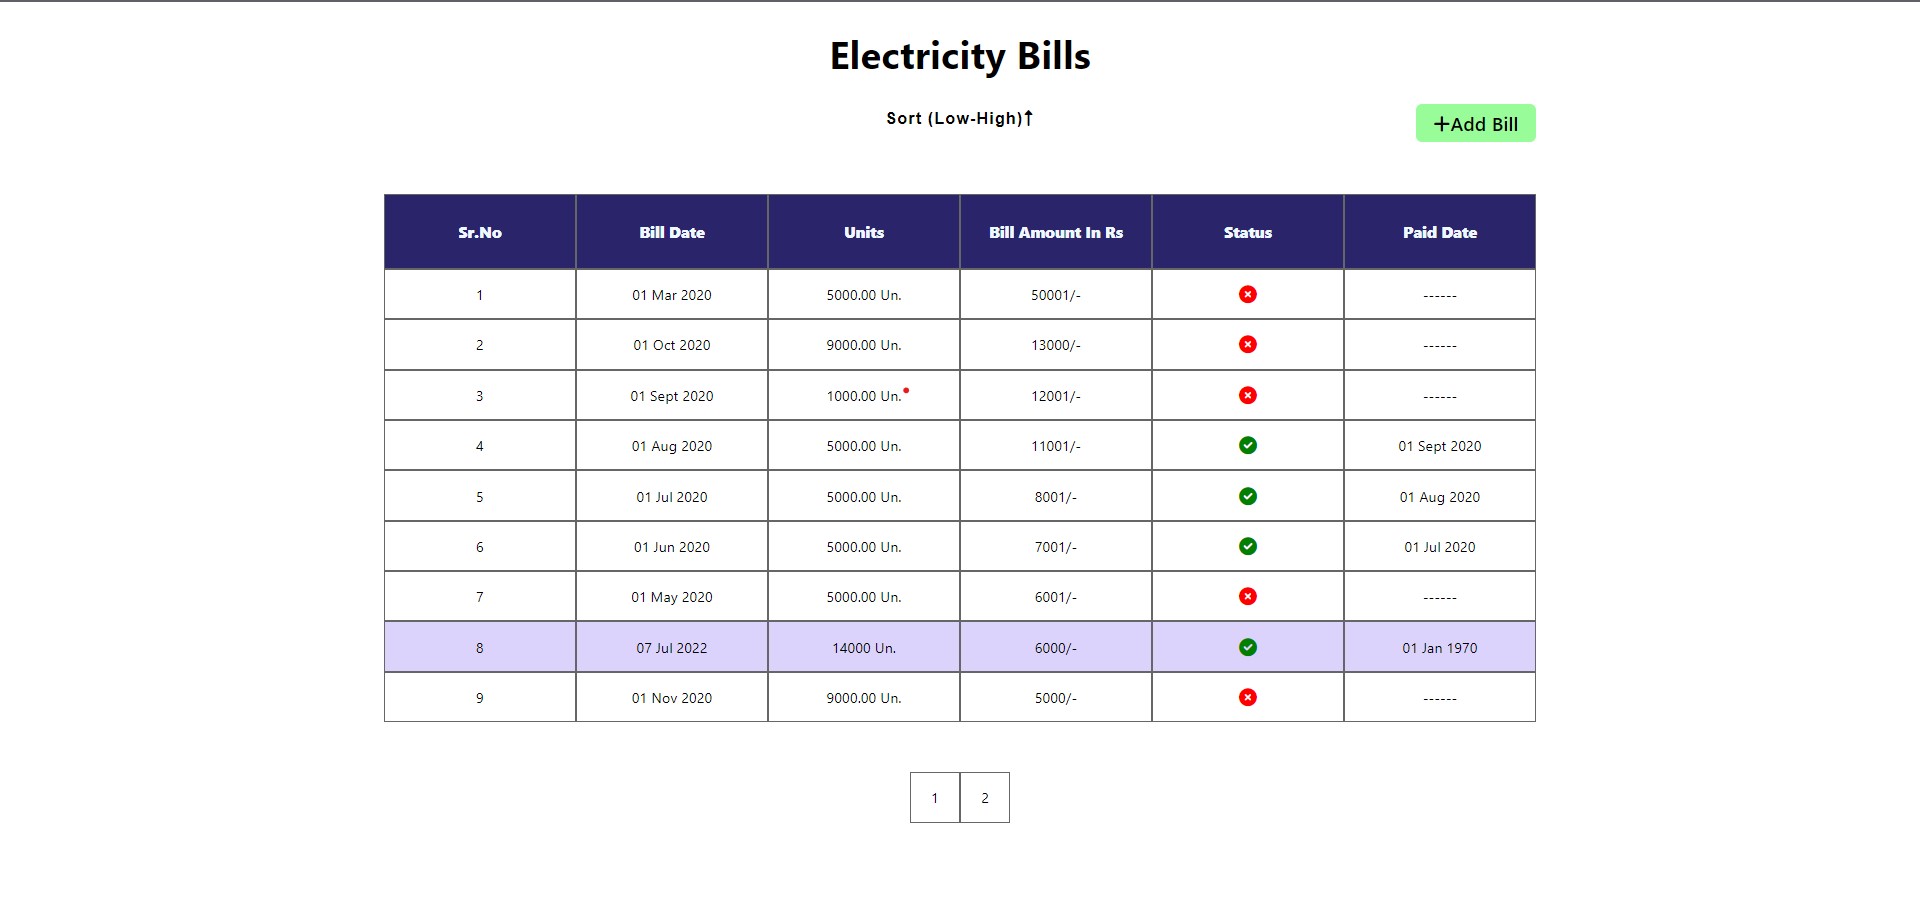 Electricity Bills
Sort (Low-High)↑
+Add Bill
Sr.No Bill Date Units Bill Amount In Rs Status Paid Date
1 01 Mar 2020 5000.00 Un. 50001/- ------
2 01 Oct 2020 9000.00 Un. 13000/- ------
3 01 Sept 2020 1000.00 Un. 12001/- ------
4 01 Aug 2020 5000.00 Un. 11001/- 01 Sept 2020
5 01 Jul 2020 5000.00 Un. 8001/- 01 Aug 2020
6 01 Jun 2020 5000.00 Un. 7001/- 01 Jul 2020
7 01 May 2020 5000.00 Un. 6001/- ------
8 07 Jul 2022 14000 Un. 6000/- 01 Jan 1970
9 01 Nov 2020 9000.00 Un. 5000/- ------
1 2